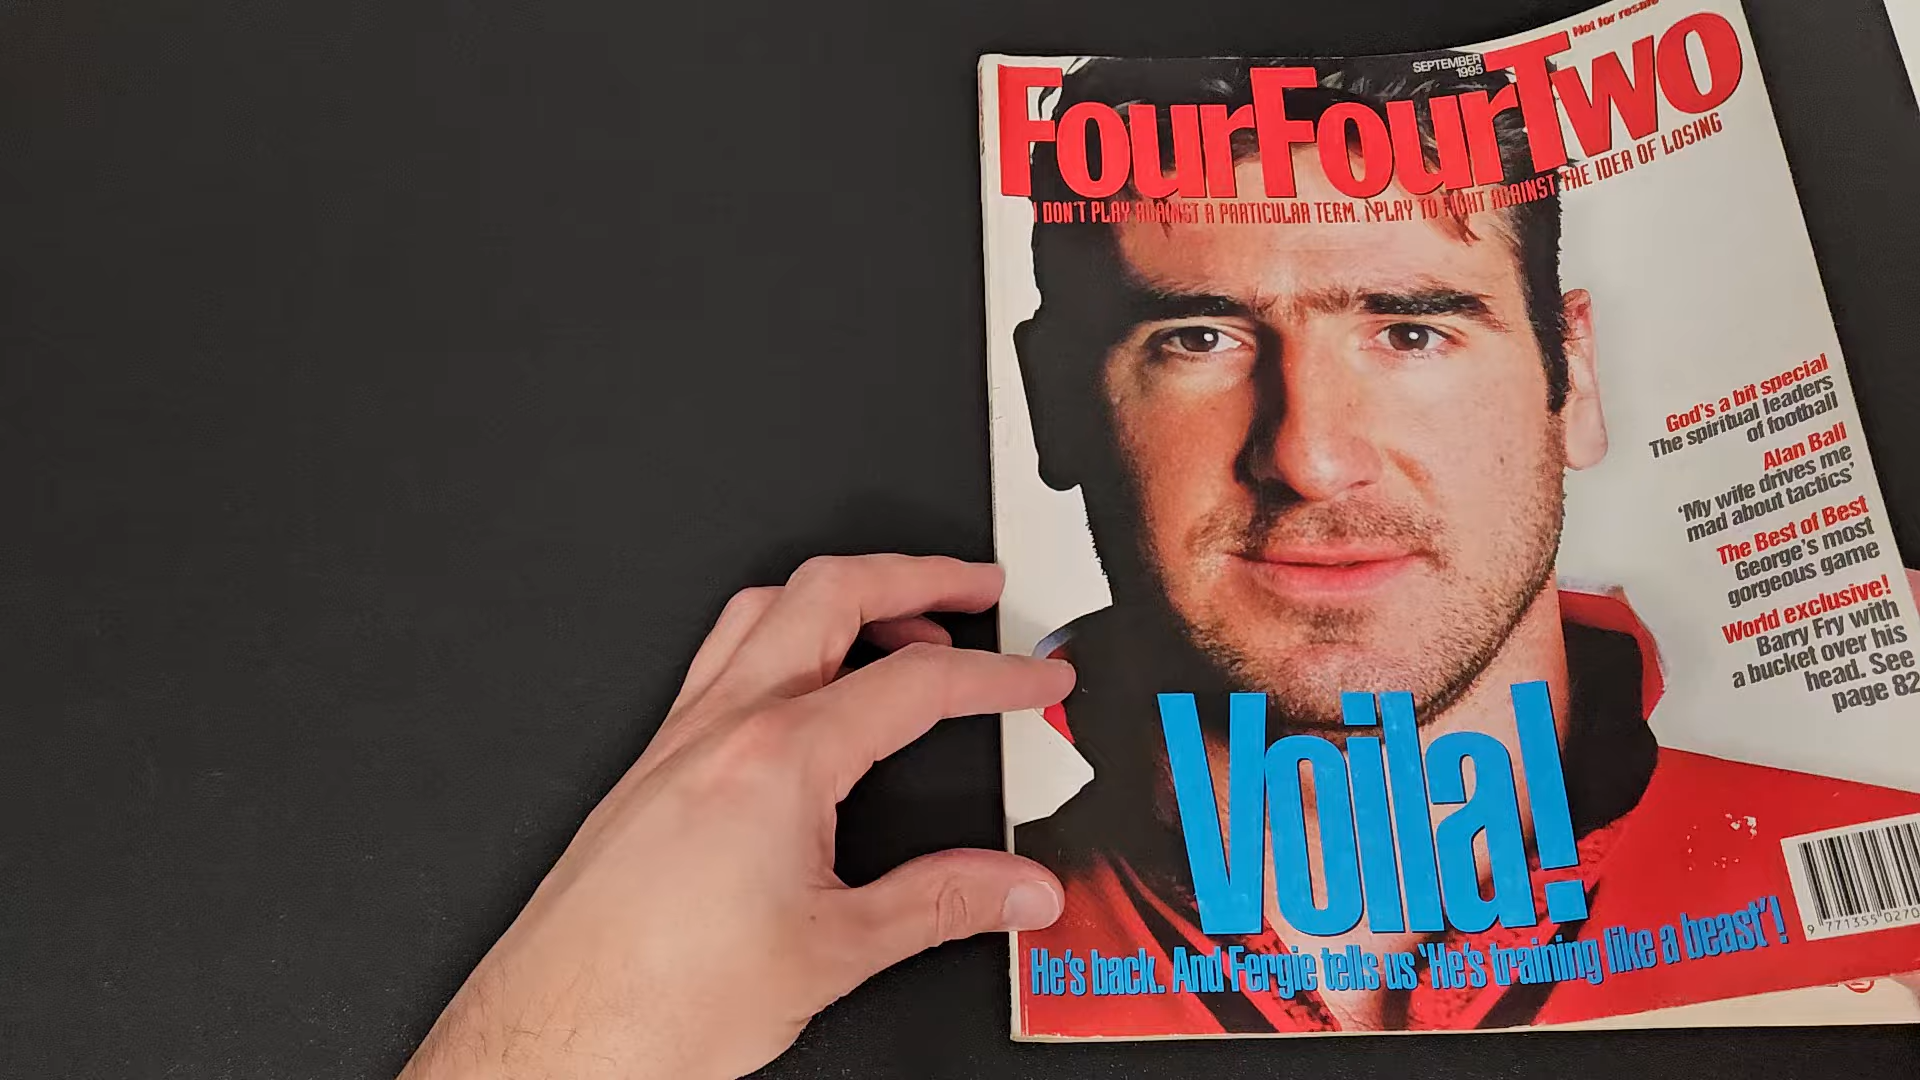 Not for resale
SEPTEMBER
1995
FourFourTwo
I DON'T PLAY AGAINST A PARTICULAR TERM. I PLAY TO FIGHT AGAINST THE IDEA OF LOSING
God's a bit special
The spiritual leaders
of football
Alan Ball
'My wife drives me
mad about tactics'
The Best of Best
George's most
gorgeous game
World exclusive!
Barry Fry with
a bucket over his
head. See
page 82
Voila!
He's back. And Fergie tells us 'He's training like a beast'!
9 771355 0270